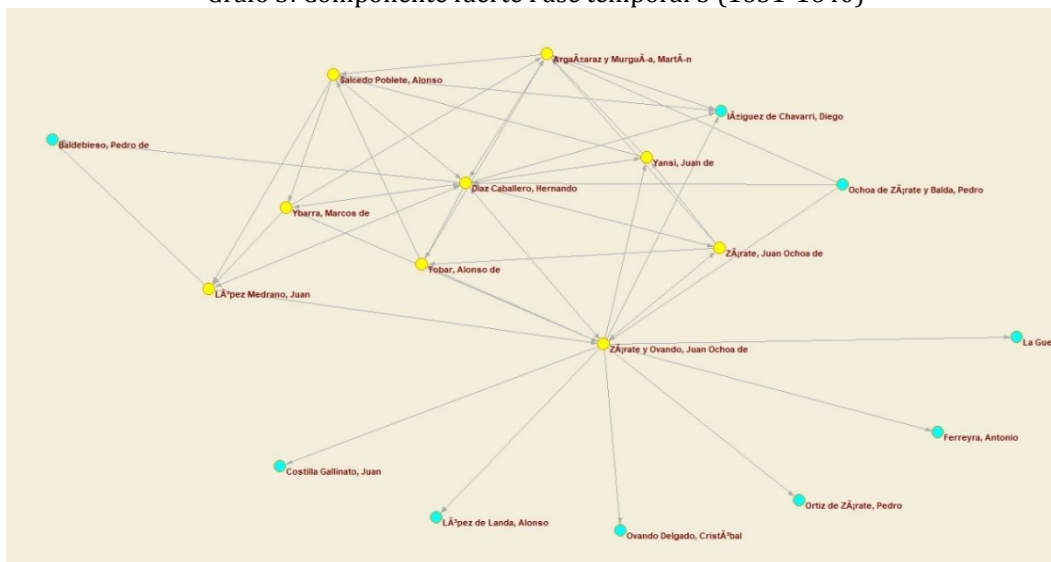 Grafo 3. Componente fuerte Fase temporal 3 (1631-1640)
ArgaÃ±araz y MurguÃ-a, MartÃ-n
Salcedo Poblete, Alonso
IÃ±iguez de Chavarri, Diego
Baldebieso, Pedro de
Yansi, Juan de
Diaz Caballero, Hernando
Ochoa de ZÃ¡rate y Balda, Pedro
Ybarra, Marcos de
ZÃ¡rate, Juan Ochoa de
Tobar, Alonso de
LÃ³pez Medrano, Juan
ZÃ¡rate y Ovando, Juan Ochoa de
La Gue
Ferreyra, Antonio
Costilla Gallinato, Juan
Ortiz de ZÃ¡rate, Pedro
LÃ³pez de Landa, Alonso
Ovando Delgado, CristÃ³bal